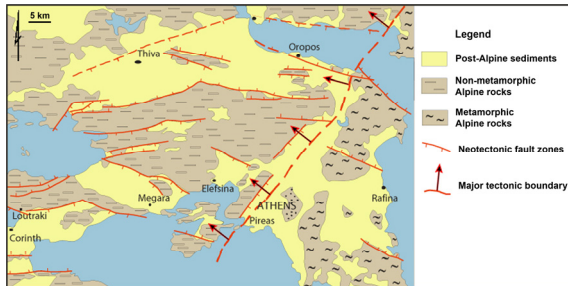 5 km
Oropos
Thiva
Elefsina
Megara
ATHENS
Pireas
Rafina
Loutraki
Corinth
Legend
Post-Alpine sediments
Non-metamorphic
Alpine rocks
Metamorphic
Alpine rocks
Neotectonic fault zones
Major tectonic boundary